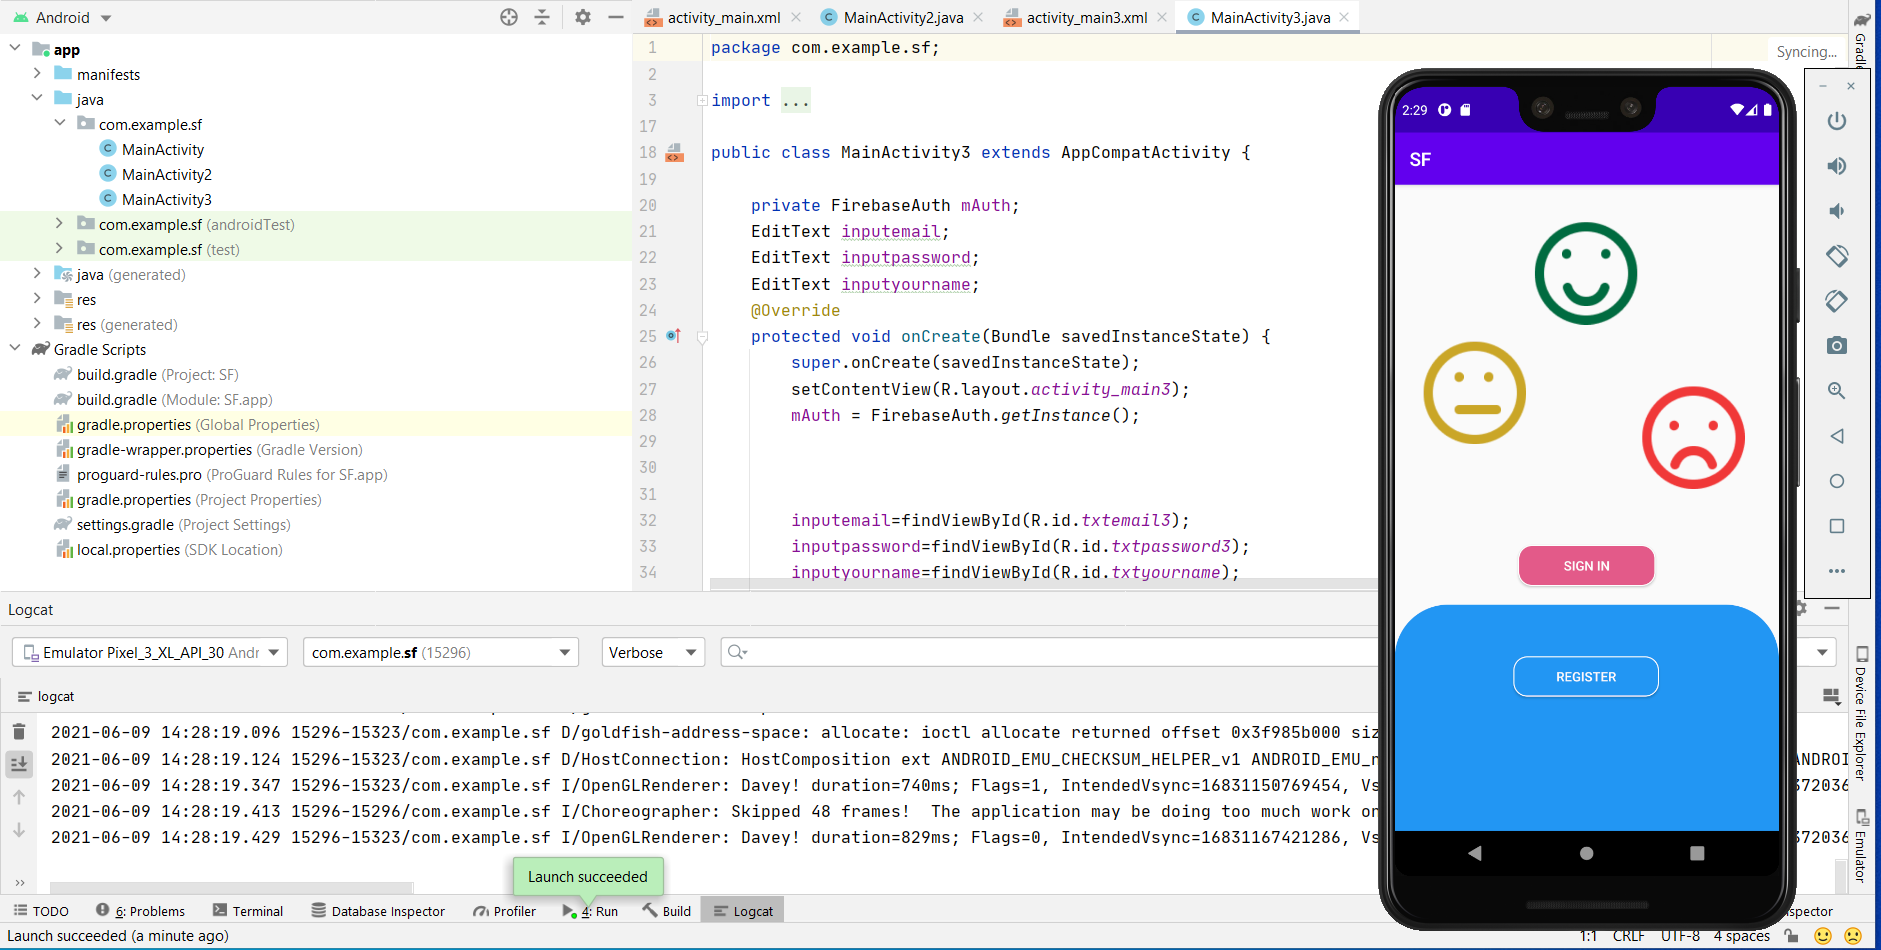 Android
activity_main.xml
MainActivity2.java
activity_main3.xml
MainActivity3.java
app
manifests
java
com.example.sf
MainActivity
MainActivity2
MainActivity3
com.example.sf (androidTest)
com.example.sf (test)
java (generated)
res
res (generated)
Gradle Scripts
build.gradle (Project: SF)
build.gradle (Module: SF.app)
gradle.properties (Global Properties)
gradle-wrapper.properties (Gradle Version)
proguard-rules.pro (ProGuard Rules for SF.app)
gradle.properties (Project Properties)
settings.gradle (Project Settings)
local.properties (SDK Location)
1 package com.example.sf;
2
3 import ...
17
18 public class MainActivity3 extends AppCompatActivity {
19
20 private FirebaseAuth mAuth;
21 EditText inputemail;
22 EditText inputpassword;
23 EditText inputyourname;
24 @Override
25 protected void onCreate(Bundle savedInstanceState) {
26 super.onCreate(savedInstanceState);
27 setContentView(R.layout.activity_main3);
28 mAuth = FirebaseAuth.getInstance();
29
30
31
32 inputemail=findViewById(R.id.txtemail3);
33 inputpassword=findViewById(R.id.txtpassword3);
34 inputyourname=findViewById(R.id.txtyourname);
Syncing...
Gradle
2:29
SF
SIGN IN
REGISTER
Logcat
Emulator Pixel_3_XL_API_30 Andr
com.example.sf (15296)
Verbose
logcat
2021-06-09 14:28:19.096 15296-15323/com.example.sf D/goldfish-address-space: allocate: ioctl allocate returned offset 0x3f985b000 siz
2021-06-09 14:28:19.124 15296-15323/com.example.sf D/HostConnection: HostComposition ext ANDROID_EMU_CHECKSUM_HELPER_v1 ANDROID_EMU_n ANDROI
2021-06-09 14:28:19.347 15296-15323/com.example.sf I/OpenGLRenderer: Davey! duration=740ms; Flags=1, IntendedVsync=16831150769454, Vs 372036
2021-06-09 14:28:19.413 15296-15296/com.example.sf I/Choreographer: Skipped 48 frames!  The application may be doing too much work on
2021-06-09 14:28:19.429 15296-15323/com.example.sf I/OpenGLRenderer: Davey! duration=829ms; Flags=0, IntendedVsync=16831167421286, Vs 372036
Device File Explorer
Emulator
Launch succeeded
TODO
6: Problems
Terminal
Database Inspector
Profiler
4: Run
Build
Logcat
spector
Launch succeeded (a minute ago)
1:1 CRLF UTF-8 4 spaces